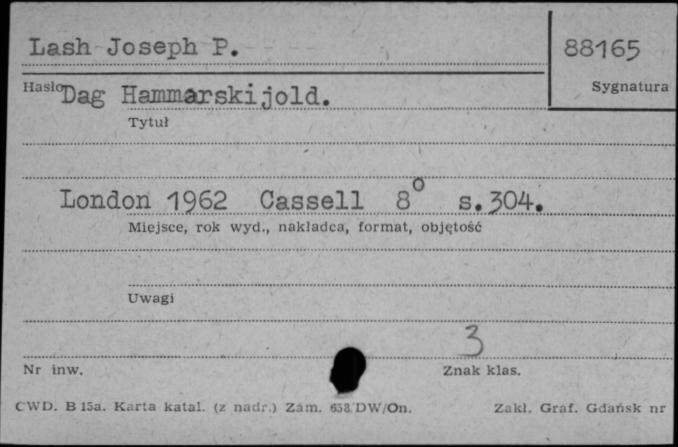 Lash Joseph P.
88165
Hasło
Sygnatura
Dag Hammarskijold.
Tytuł
London 1962 Cassell 8° s.304.
Miejsce, rok wyd., nakładca, format, objętość
Uwagi
3
Nr inw.
Znak klas.
CWD. B 15a. Karta katal. (z nadr.) Zam. 658/DW/On.
Zakł. Graf. Gdańsk nr